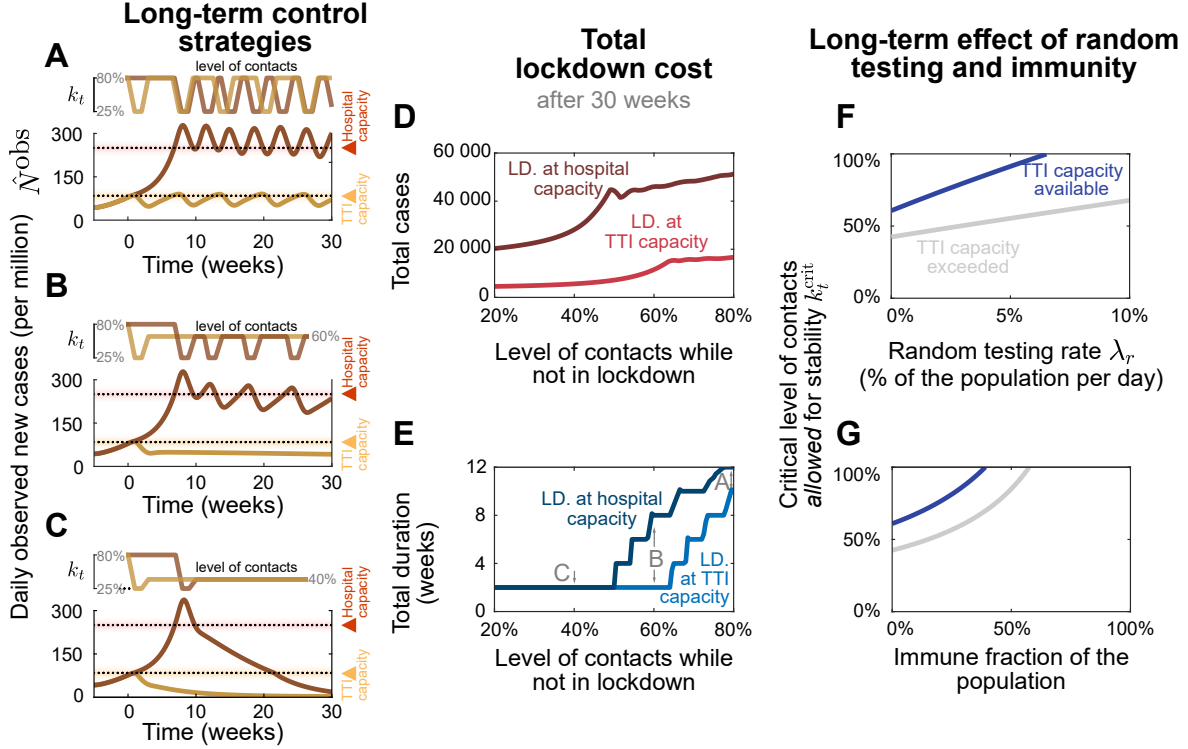 Long-term control
strategies
A
level of contacts
80%
k_t
25%
Hospital
capacity
300
150
0
TTI
capacity
0 10 20 30
Time (weeks)
B
level of contacts
80%
60%
k_t
25%
Hospital
capacity
300
150
0
TTI
capacity
0 10 20 30
Time (weeks)
C
80%
level of contacts
k_t
40%
25%
Hospital
capacity
300
150
0
TTI
capacity
0 10 20 30
Time (weeks)
Daily observed new cases (per million) N̂obs
Total
lockdown cost
after 30 weeks
D
60 000
LD. at hospital
capacity
40 000
LD. at
TTI capacity
20 000
0
20% 40% 60% 80%
Total cases
Level of contacts while
not in lockdown
E
12
LD. at hospital
capacity
A
8
B
LD.
at TTI
capacity
4
C
0
20% 40% 60% 80%
Total duration
(weeks)
Level of contacts while
not in lockdown
Long-term effect of random
testing and immunity
F
100%
TTI capacity
available
50%
TTI capacity
exceeded
0%
0% 5% 10%
Random testing rate λ_r
(% of the population per day)
Critical level of contacts
allowed for stability k_t^crit
G
100%
50%
0%
0% 50% 100%
Immune fraction of the
population